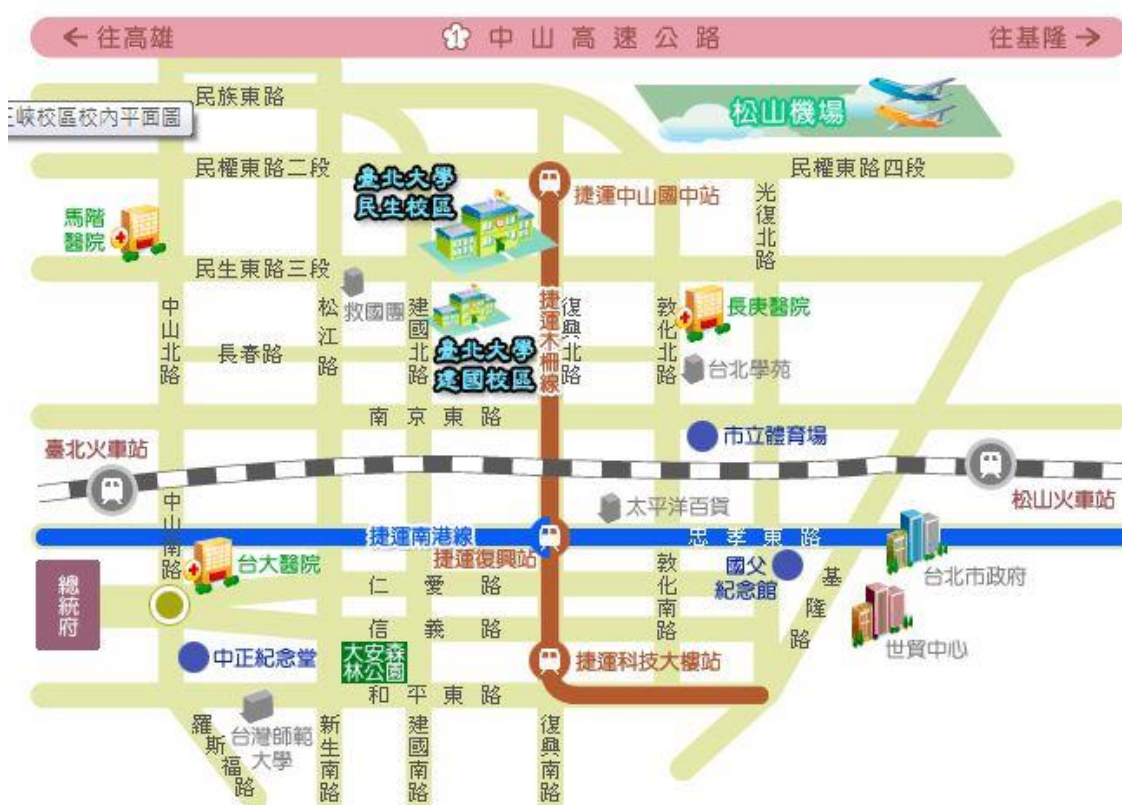 往高雄
1
中山高速公路
往基隆
民族東路
三峽校區校內平面圖
松山機場
民權東路二段
民權東路四段
臺北大學
民生校區
捷運中山國中站
光復北路
馬階
醫院
民生東路三段
救國團
中山北路
松江路
建國北路
捷運木柵線
復興北路
敦化北路
長庚醫院
長春路
臺北大學
建國校區
台北學苑
南京東路
市立體育場
臺北火車站
松山火車站
中山南路
太平洋百貨
捷運南港線
忠孝東路
捷運復興站
台大醫院
國父
紀念館
台北市政府
總統府
仁愛路
敦化南路
基隆路
信義路
世貿中心
中正紀念堂
大安森
林公園
捷運科技大樓站
和平東路
台灣師範
大學
羅斯福路
新生南路
建國南路
復興南路